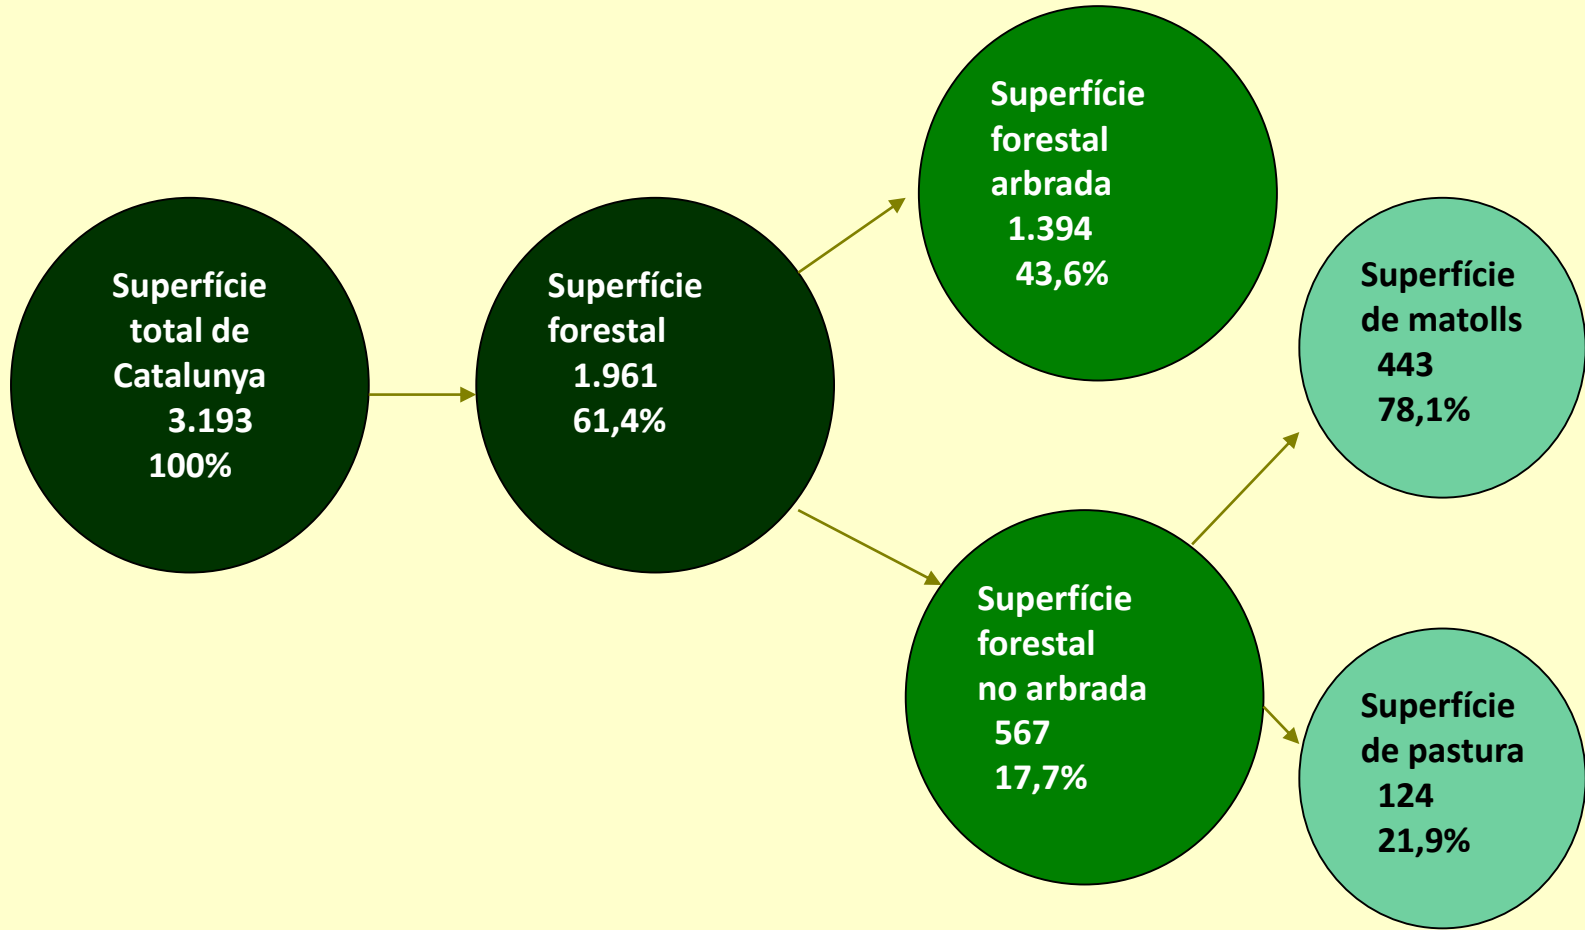 Superfície
total de
Catalunya
3.193
100%
Superfície
forestal
1.961
61,4%
Superfície
forestal
arbrada
1.394
43,6%
Superfície
forestal
no arbrada
567
17,7%
Superfície
de matolls
443
78,1%
Superfície
de pastura
124
21,9%